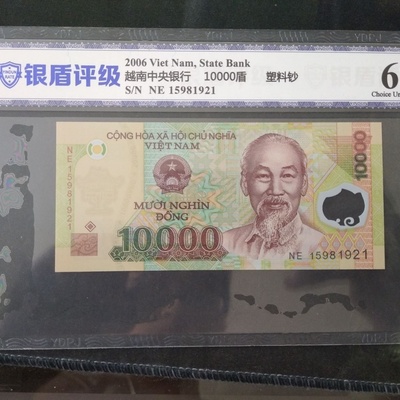 银盾评级
2006 Viet Nam, State Bank
越南中央银行 10000盾 塑料钞
S/N NE 15981921
6
Choice Un
CỘNG HÒA XÃ HỘI CHỦ NGHĨA
VIỆT NAM
NE 15981921
MƯỜI NGHÌN
ĐỒNG
10000
10000
NE 15981921